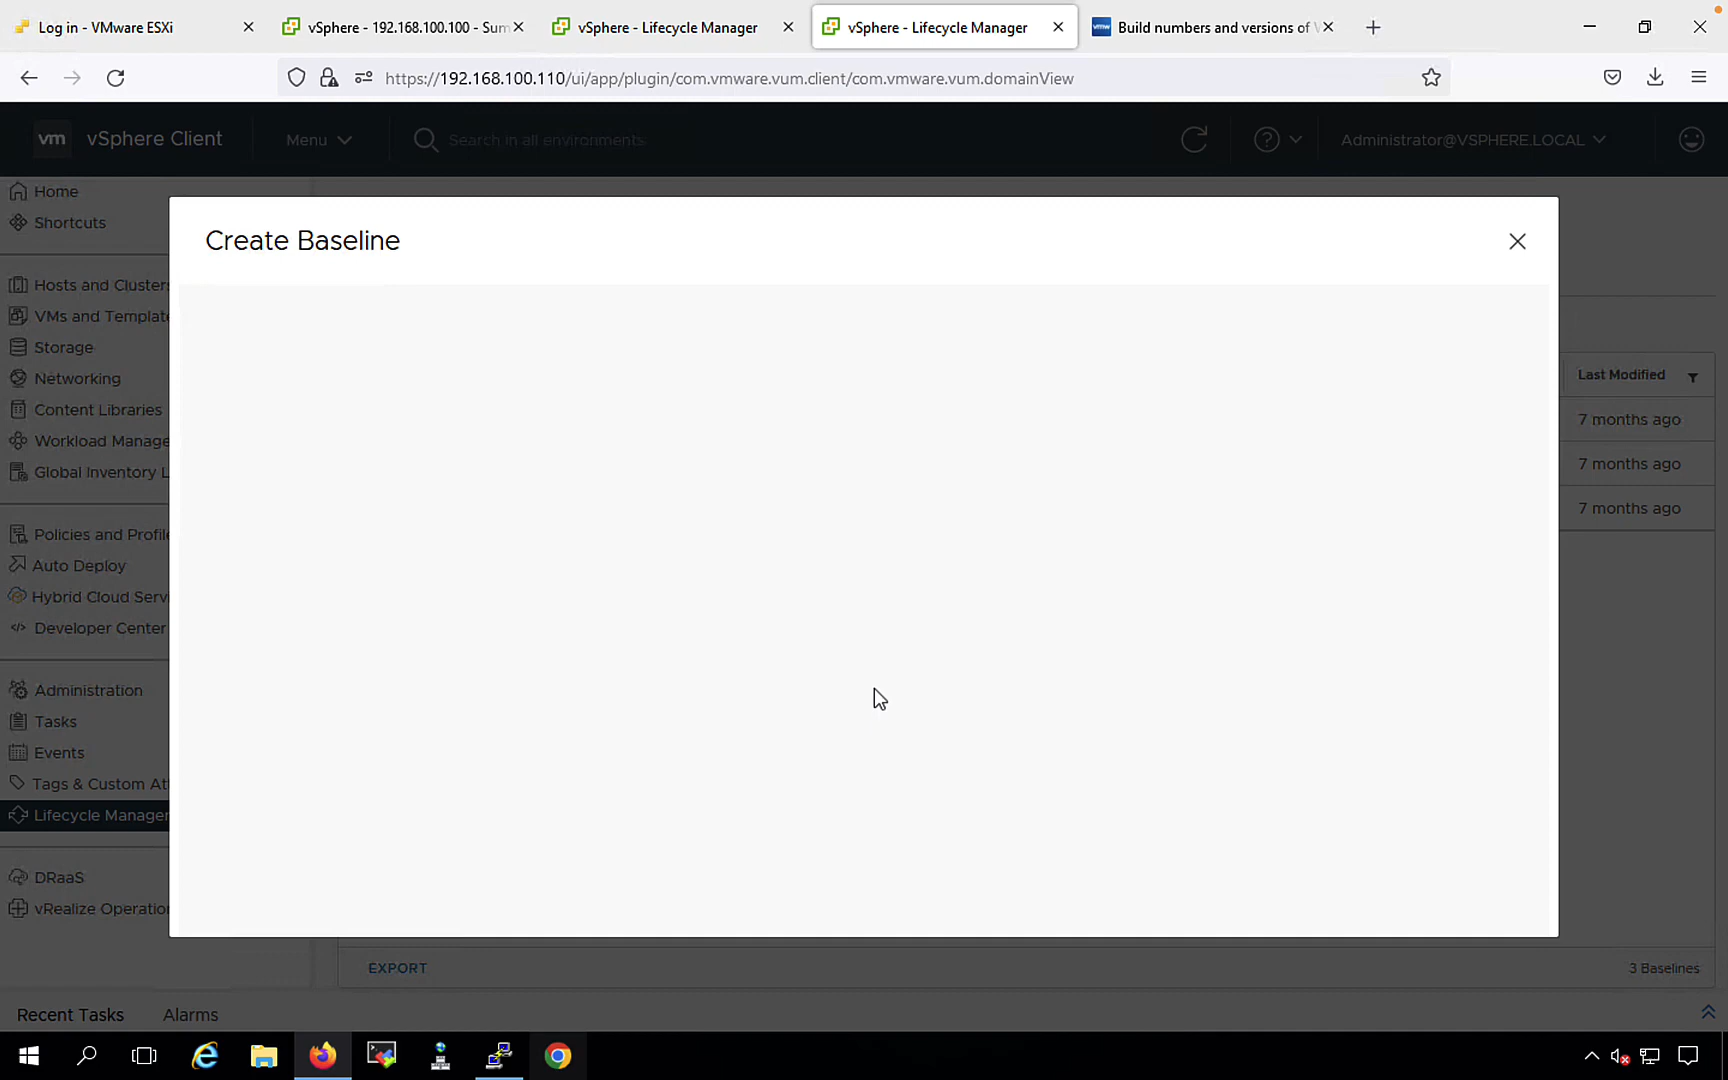 Log in - VMware ESXi
vSphere - 192.168.100.100 - Sum
vSphere - Lifecycle Manager
vSphere - Lifecycle Manager
Build numbers and versions of V
https://192.168.100.110/ui/app/plugin/com.vmware.vum.client/com.vmware.vum.domainView
vm vSphere Client
Menu
Search in all environments
Administrator@VSPHERE.LOCAL
Home
Shortcuts
Create Baseline
Hosts and Clusters
VMs and Template
Storage
Networking
Content Libraries
Workload Manage
Global Inventory L
Last Modified
7 months ago
7 months ago
7 months ago
Policies and Profile
Auto Deploy
Hybrid Cloud Servi
Developer Center
Administration
Tasks
Events
Tags & Custom Att
Lifecycle Manager
DRaaS
vRealize Operation
EXPORT
3 Baselines
Recent Tasks
Alarms